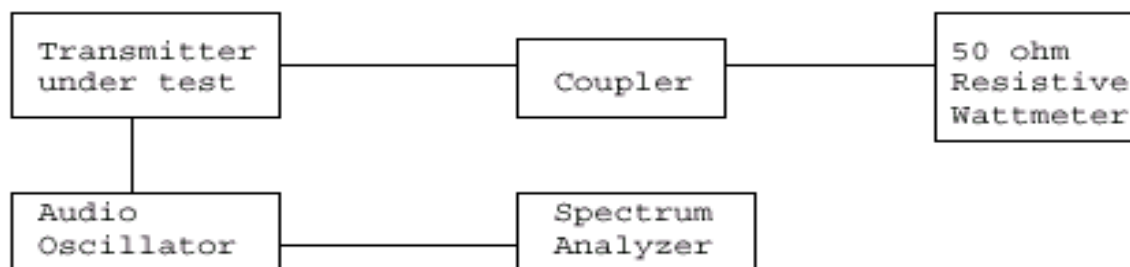 Transmitter
under test
Coupler
50 ohm
Resistive
Wattmeter
Audio
Oscillator
Spectrum
Analyzer